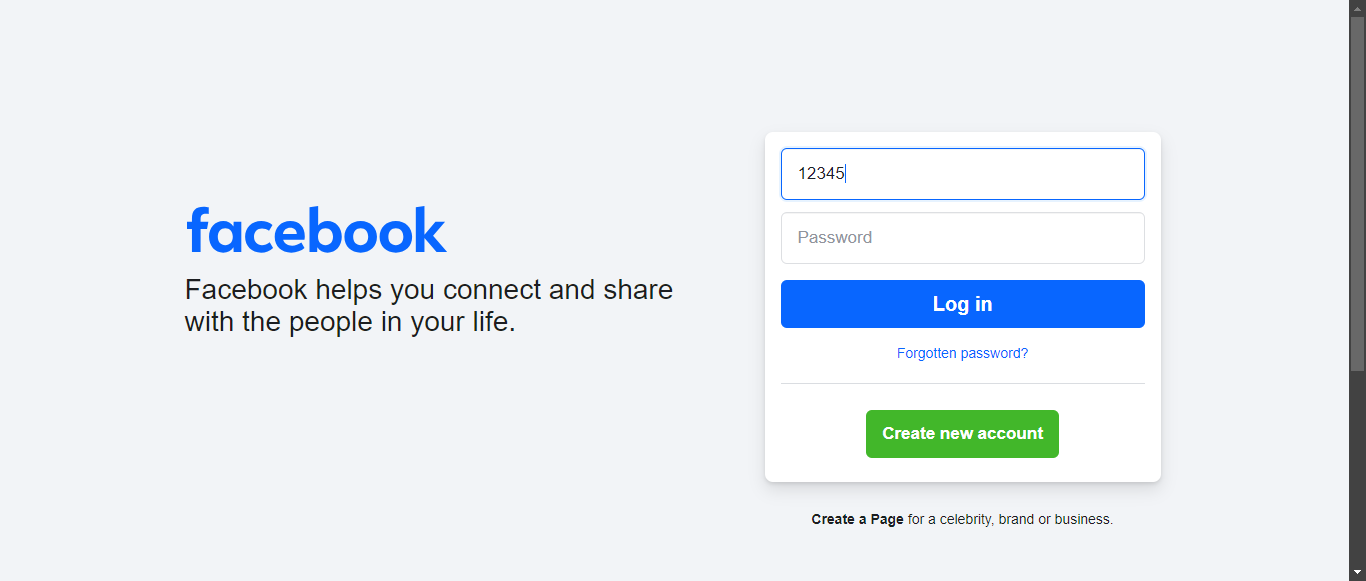 facebook
Facebook helps you connect and share
with the people in your life.
12345
Password
Log in
Forgotten password?
Create new account
Create a Page for a celebrity, brand or business.